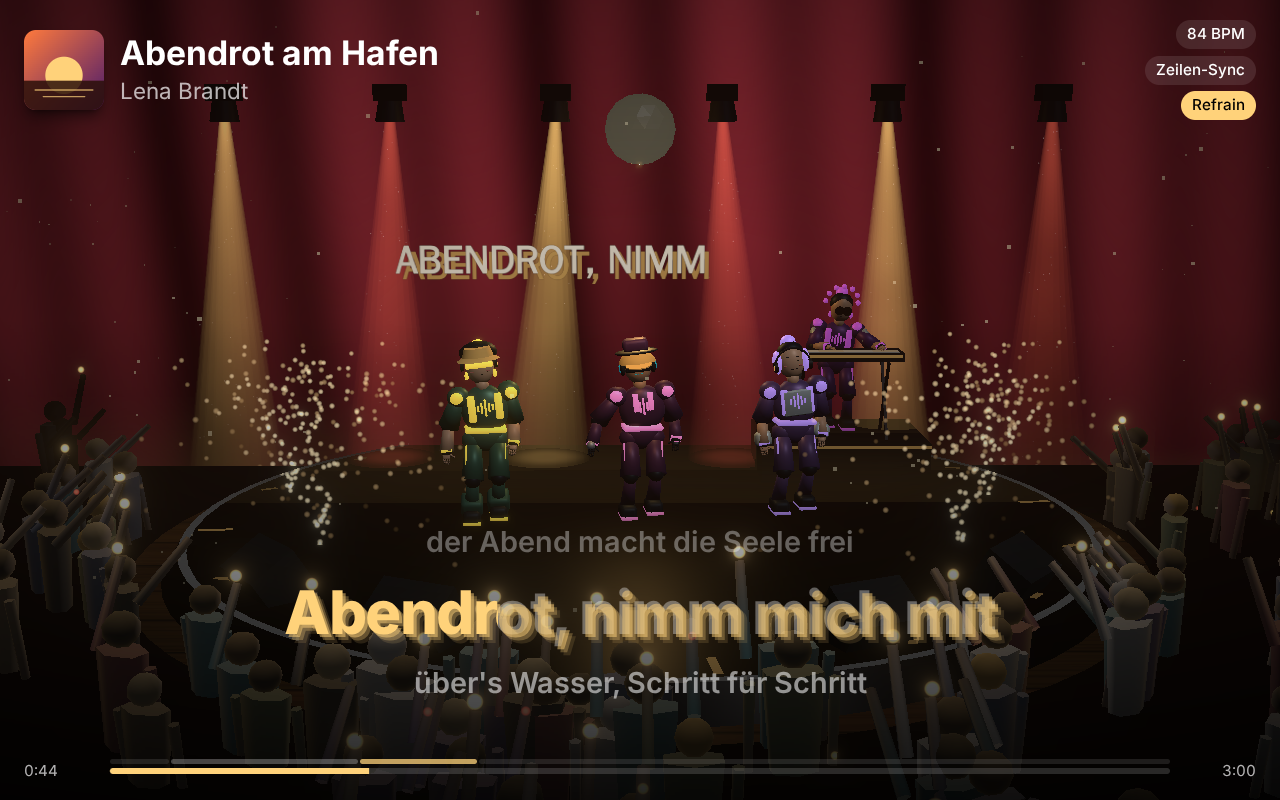 Abendrot am Hafen
Lena Brandt
84 BPM
Zeilen-Sync
Refrain
ABENDROT, NIMM
der Abend macht die Seele frei
Abendrot, nimm mich mit
über's Wasser, Schritt für Schritt
0:44
3:00